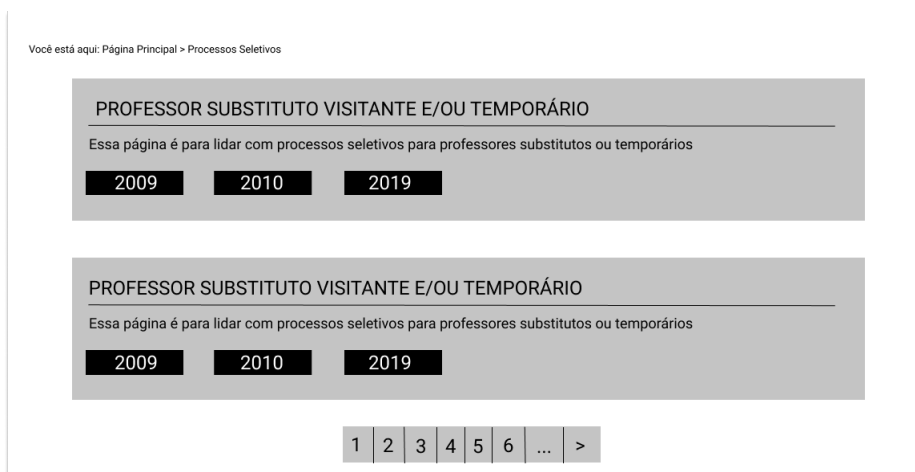 Você está aqui: Página Principal > Processos Seletivos
PROFESSOR SUBSTITUTO VISITANTE E/OU TEMPORÁRIO
Essa página é para lidar com processos seletivos para professores substitutos ou temporários
2009 2010 2019
PROFESSOR SUBSTITUTO VISITANTE E/OU TEMPORÁRIO
Essa página é para lidar com processos seletivos para professores substitutos ou temporários
2009 2010 2019
1 2 3 4 5 6 ... >